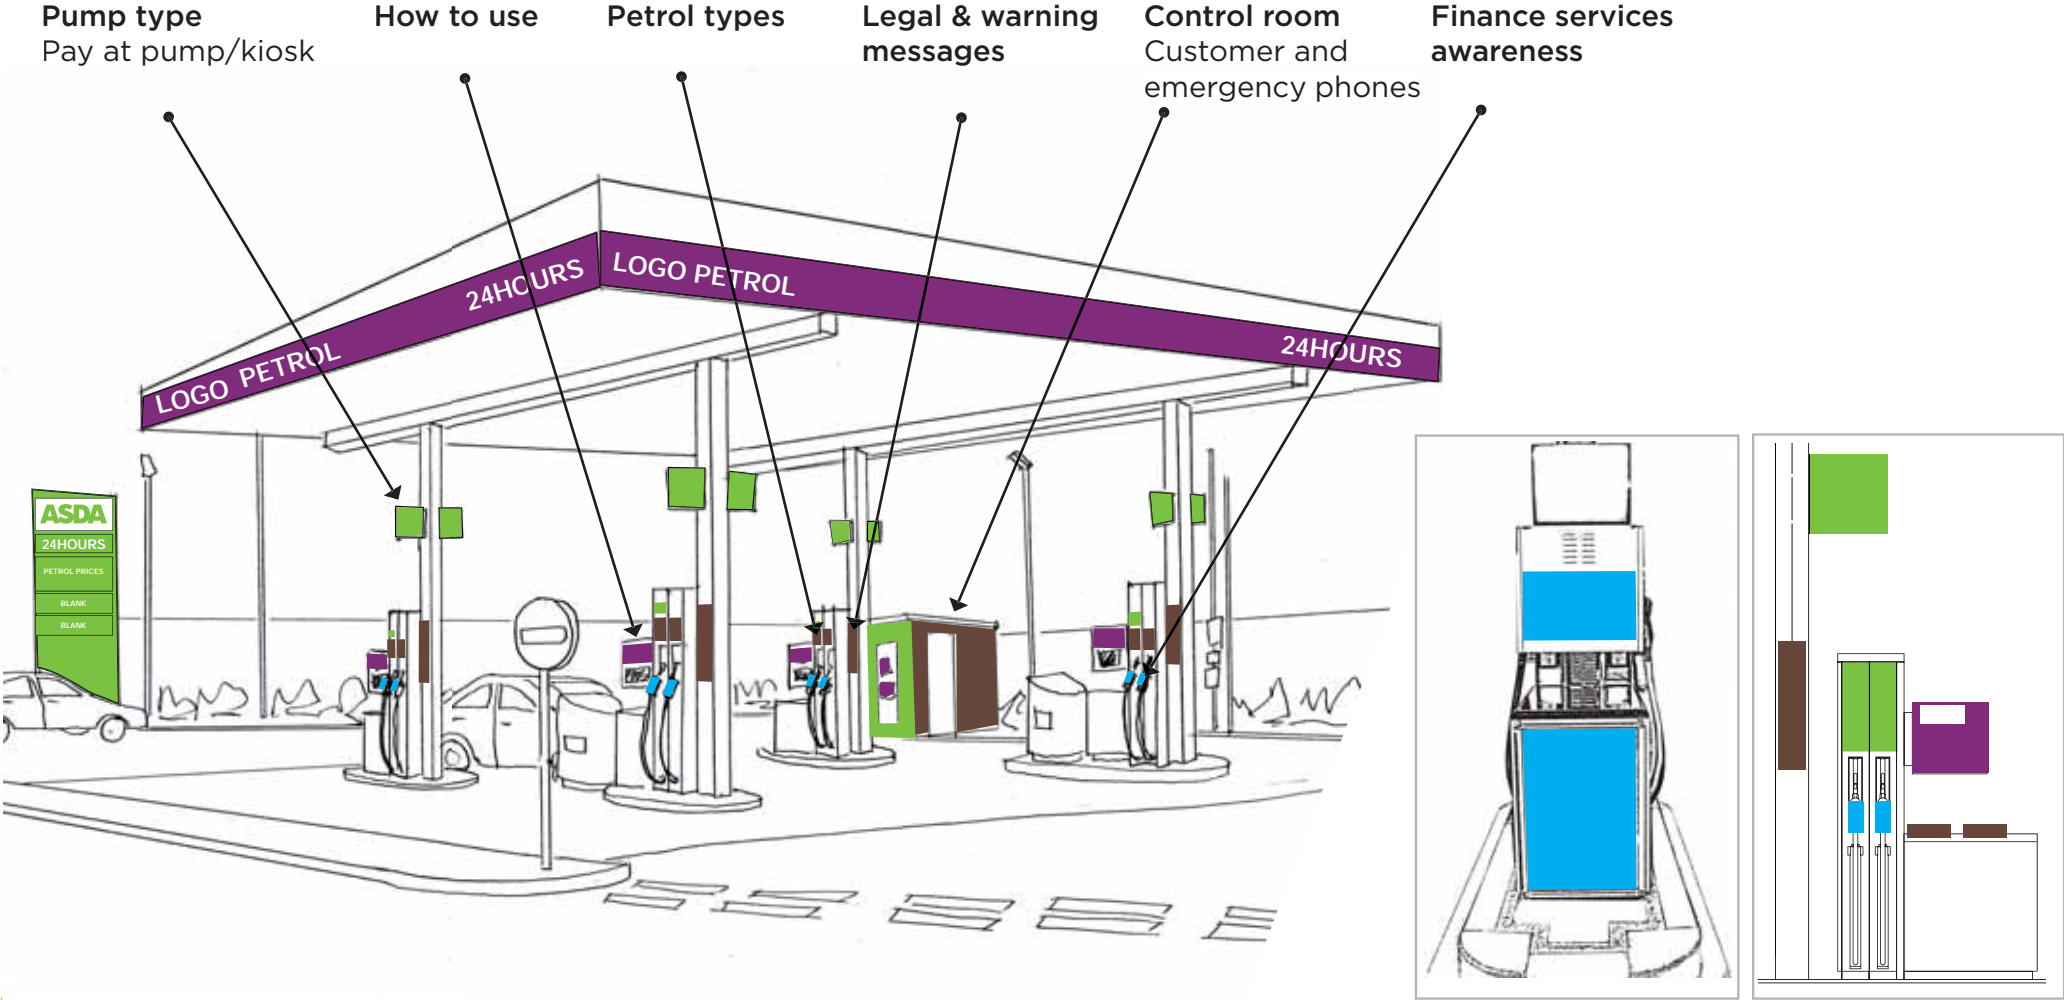 Pump type
Pay at pump/kiosk
How to use
Petrol types
Legal & warning
messages
Control room
Customer and
emergency phones
Finance services
awareness
LOGO PETROL
24HOURS
LOGO PETROL
24HOURS
ASDA
24HOURS
PETROL PRICES
BLANK
BLANK